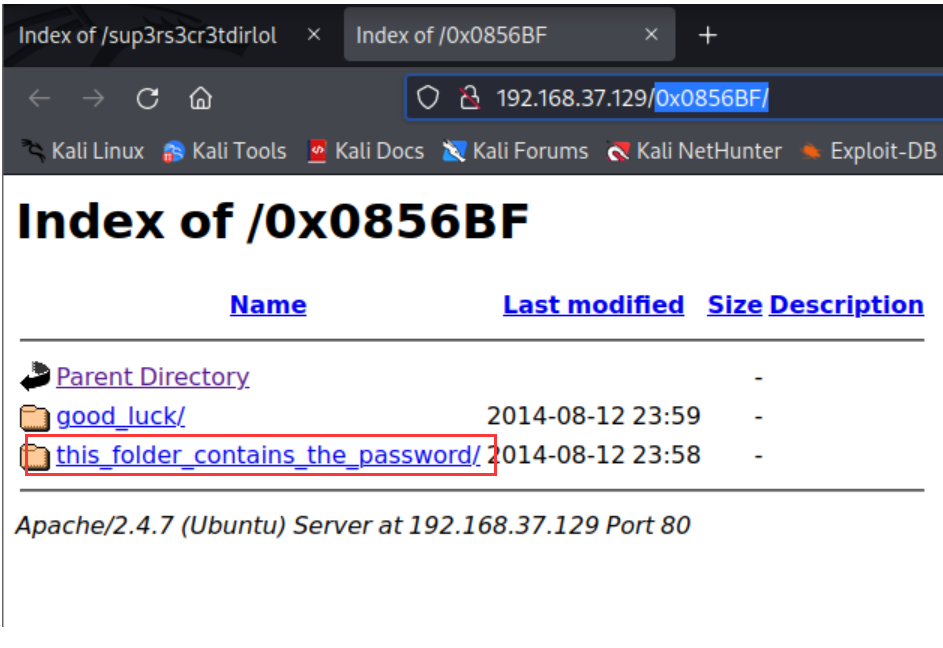 Index of /sup3rs3cr3tdirlol × Index of /0x0856BF × +
192.168.37.129/0x0856BF/
Kali Linux Kali Tools Kali Docs Kali Forums Kali NetHunter Exploit-DB
Index of /0x0856BF
Name Last modified Size Description
Parent Directory -
good_luck/ 2014-08-12 23:59 -
this_folder_contains_the_password/ 2014-08-12 23:58 -
Apache/2.4.7 (Ubuntu) Server at 192.168.37.129 Port 80